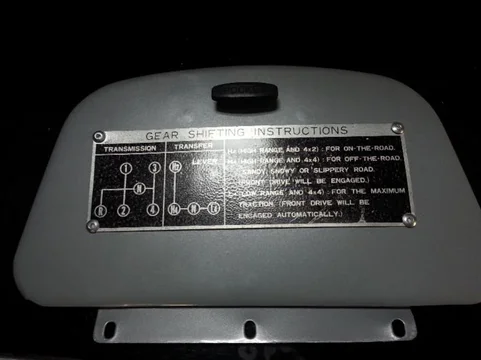 GEAR SHIFTING INSTRUCTIONS
TRANSMISSION TRANSFER
LEVER
1 3
N
R 2 4
H2
H4 N L4
H2 (HIGH RANGE AND 4x2) : FOR ON-THE-ROAD.
H4 (HIGH RANGE AND 4x4) : FOR OFF-THE-ROAD,
SANDY, SNOWY OR SLIPPERY ROAD.
(FRONT DRIVE WILL BE ENGAGED.)
L4 (LOW RANGE AND 4x4) : FOR THE MAXIMUM
TRACTION. (FRONT DRIVE WILL BE
ENGAGED AUTOMATICALLY.)